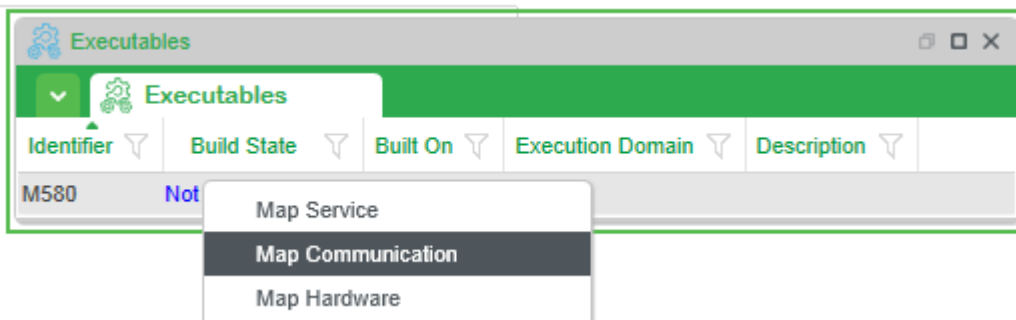 Executables
Executables
Identifier Build State Built On Execution Domain Description
M580 Not
Map Service
Map Communication
Map Hardware